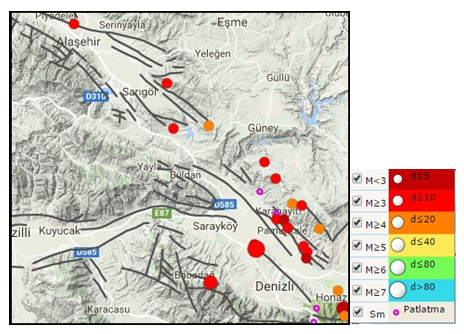 Piyadeler
Serinyayla
Eşme
Alaşehir
Yeleğen
Güllü
Sarıgöl
D310
Güney
Yayla
Buldan
D585
E87
Karahayıt
zilli
Kuyucak
Sarayköy
Pamukkale
D585
Babadağ
Denizli
Honaz
Karacasu
M<3
d≤5
M≥3
d≤10
M≥4
d≤20
M≥5
d≤40
M≥6
d≤80
M≥7
d>80
Sm
Patlatma